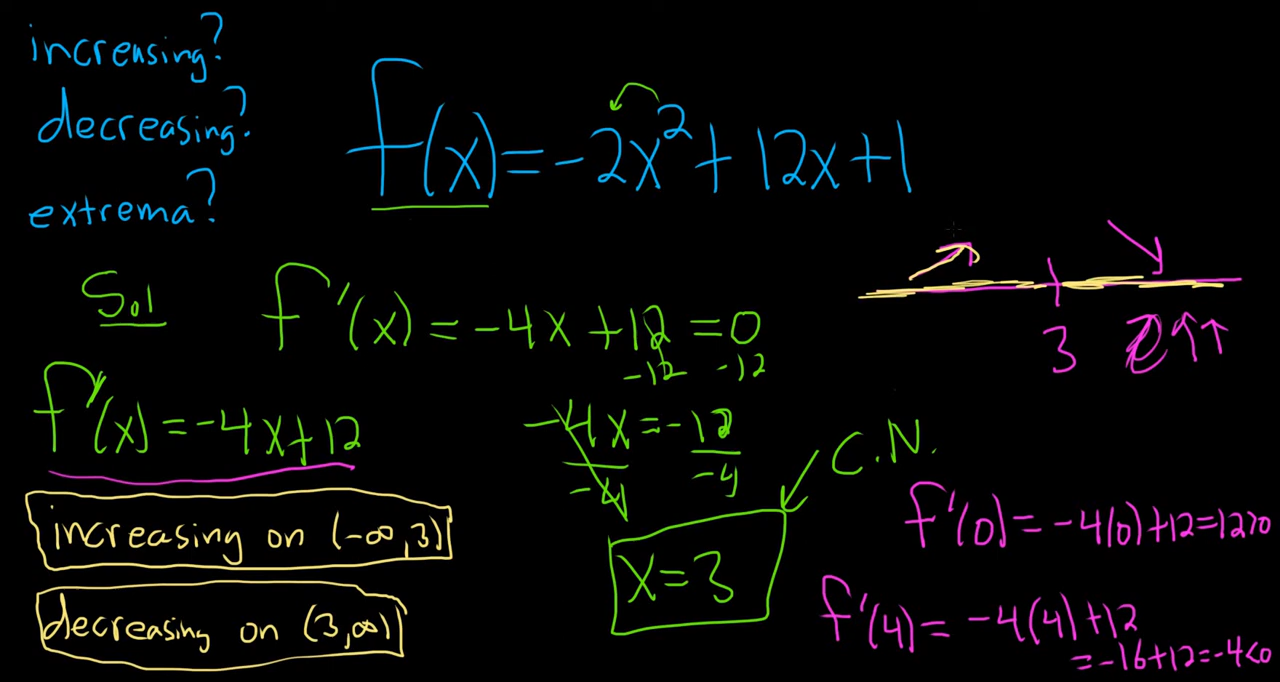 increasing?
decreasing?
extrema?
f(x) = -2x² + 12x + 1
Sol
f'(x) = -4x + 12 = 0
-12 -12
3
f'(x) = -4x + 12
-4x = -12
-4 -4
C.N.
x = 3
increasing on (-∞, 3)
decreasing on (3, ∞)
f'(0) = -4(0) + 12 = 12 > 0
f'(4) = -4(4) + 12
= -16 + 12 = -4 < 0